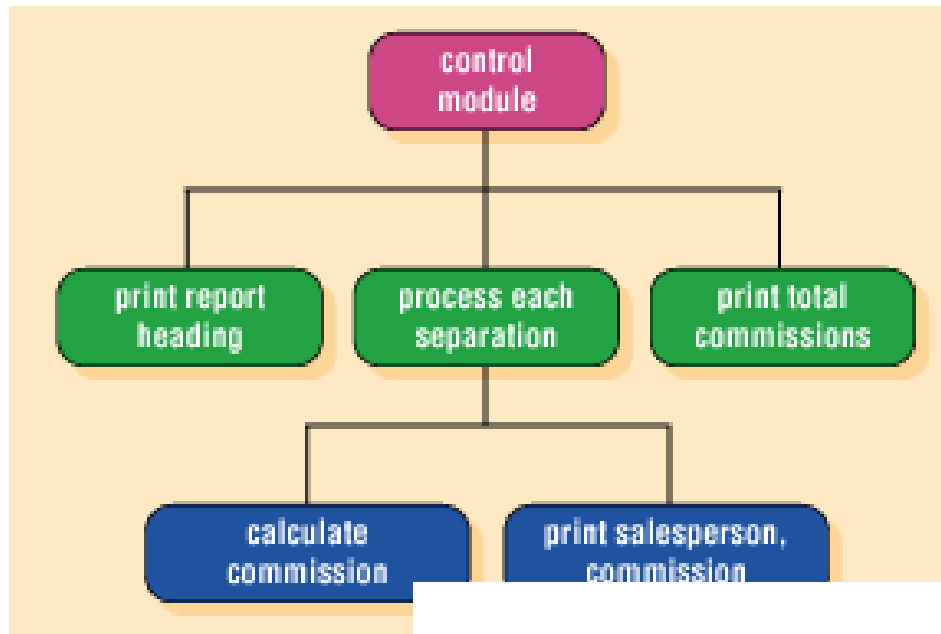 control
module
print report
heading
process each
separation
print total
commissions
calculate
commission
print salesperson,
commission